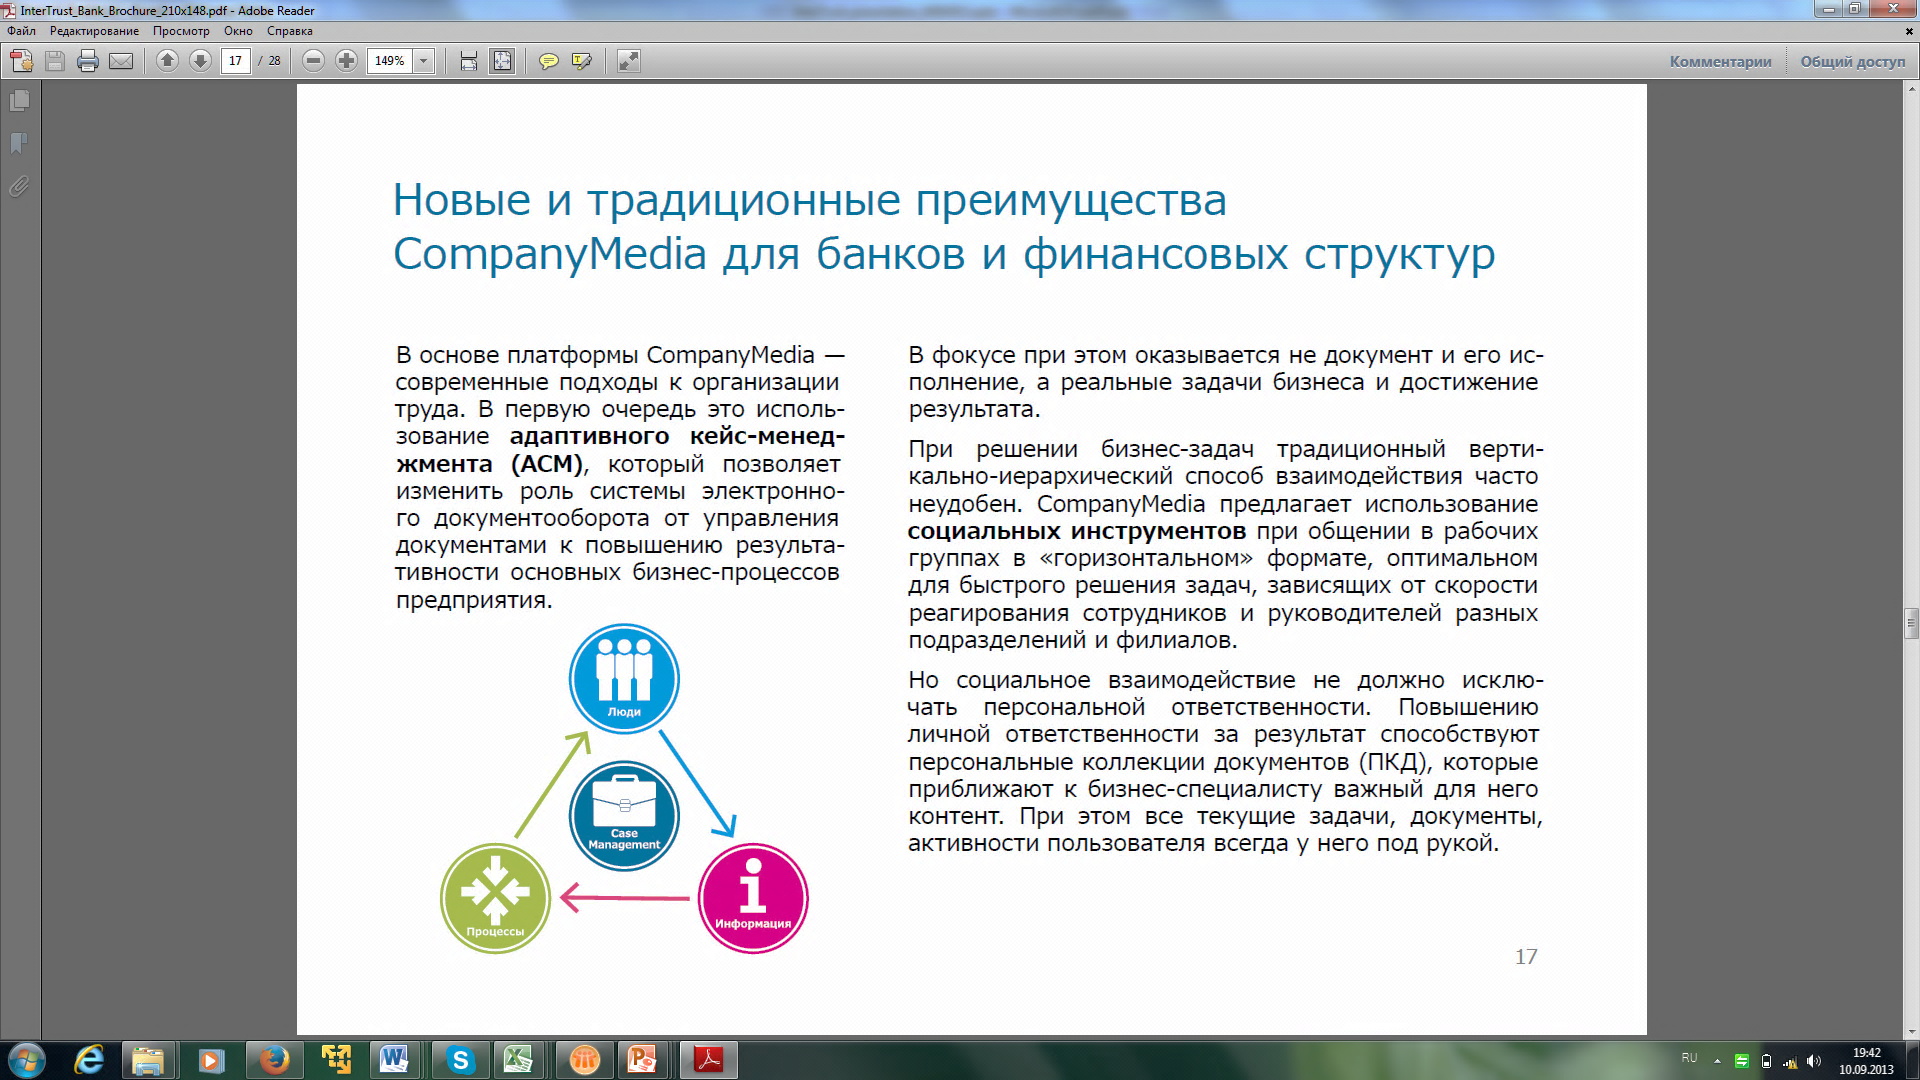 InterTrust_Bank_Brochure_210x148.pdf - Adobe Reader
Файл Редактирование Просмотр Окно Справка
17 / 28 149% Комментарии Общий доступ
Новые и традиционные преимущества
CompanyMedia для банков и финансовых структур
В основе платформы CompanyMedia —
современные подходы к организации
труда. В первую очередь это исполь-
зование адаптивного кейс-менед-
жмента (ACM), который позволяет
изменить роль системы электронно-
го документооборота от управления
документами к повышению результа-
тивности основных бизнес-процессов
предприятия.
Люди
Case
Management
Процессы
Информация
В фокусе при этом оказывается не документ и его ис-
полнение, а реальные задачи бизнеса и достижение
результата.
При решении бизнес-задач традиционный верти-
кально-иерархический способ взаимодействия часто
неудобен. CompanyMedia предлагает использование
социальных инструментов при общении в рабочих
группах в «горизонтальном» формате, оптимальном
для быстрого решения задач, зависящих от скорости
реагирования сотрудников и руководителей разных
подразделений и филиалов.
Но социальное взаимодействие не должно исклю-
чать персональной ответственности. Повышению
личной ответственности за результат способствуют
персональные коллекции документов (ПКД), которые
приближают к бизнес-специалисту важный для него
контент. При этом все текущие задачи, документы,
активности пользователя всегда у него под рукой.
17
RU
19:42
10.09.2013